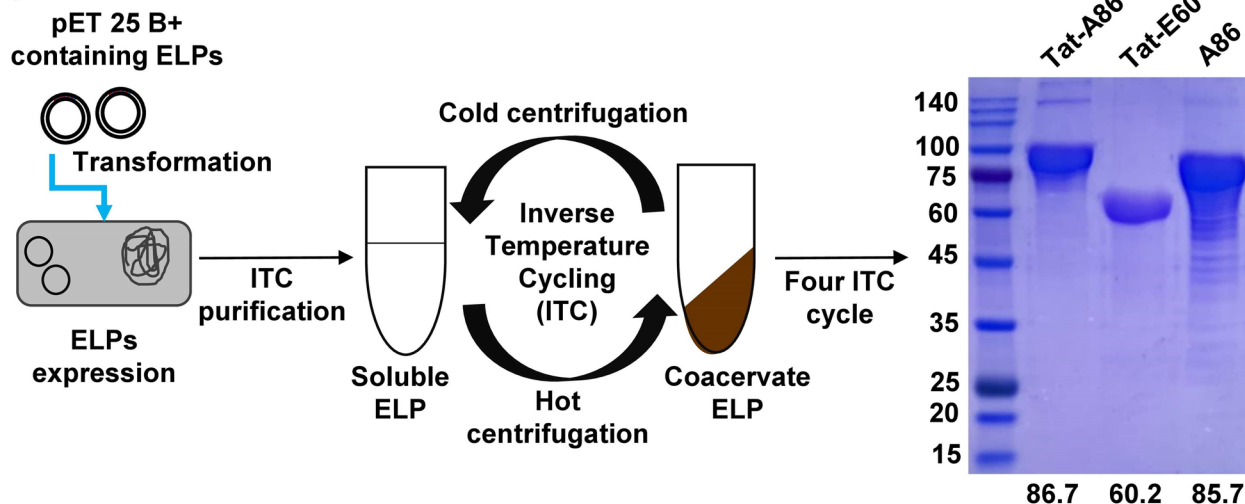 pET 25 B+
containing ELPs
Transformation
ELPs
expression
ITC
purification
Cold centrifugation
Inverse
Temperature
Cycling
(ITC)
Soluble
ELP
Hot
centrifugation
Coacervate
ELP
Four ITC
cycle
Tat-A86
Tat-E60
A86
140
100
75
60
45
35
25
20
15
86.7 60.2 85.7